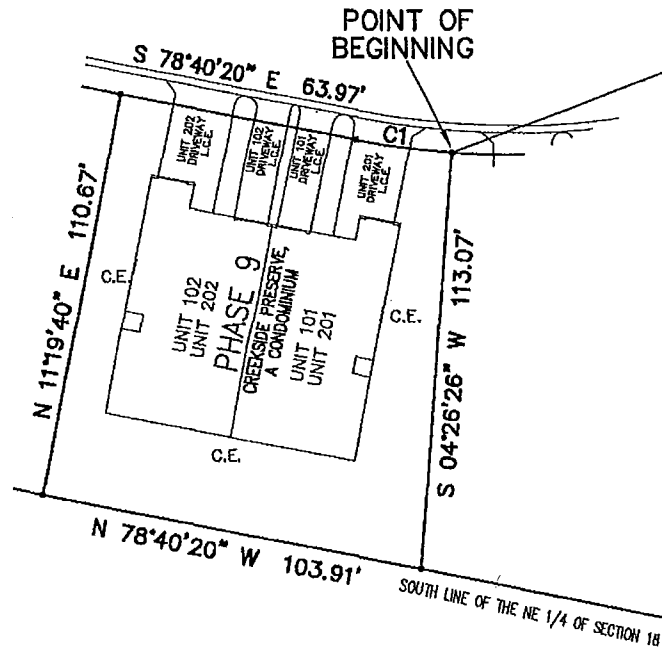 POINT OF
BEGINNING
S 78°40'20" E 63.97'
C1
UNIT 202
DRIVEWAY
L.C.E.
UNIT 102
DRIVEWAY
L.C.E.
UNIT 101
DRIVEWAY
L.C.E.
UNIT 201
DRIVEWAY
L.C.E.
N 11°19'40" E 110.67'
C.E.
UNIT 102
UNIT 202
PHASE 9
CREEKSIDE PRESERVE,
A CONDOMINIUM
UNIT 101
UNIT 201
C.E.
S 04°26'26" W 113.07'
C.E.
N 78°40'20" W 103.91'
SOUTH LINE OF THE NE 1/4 OF SECTION 18